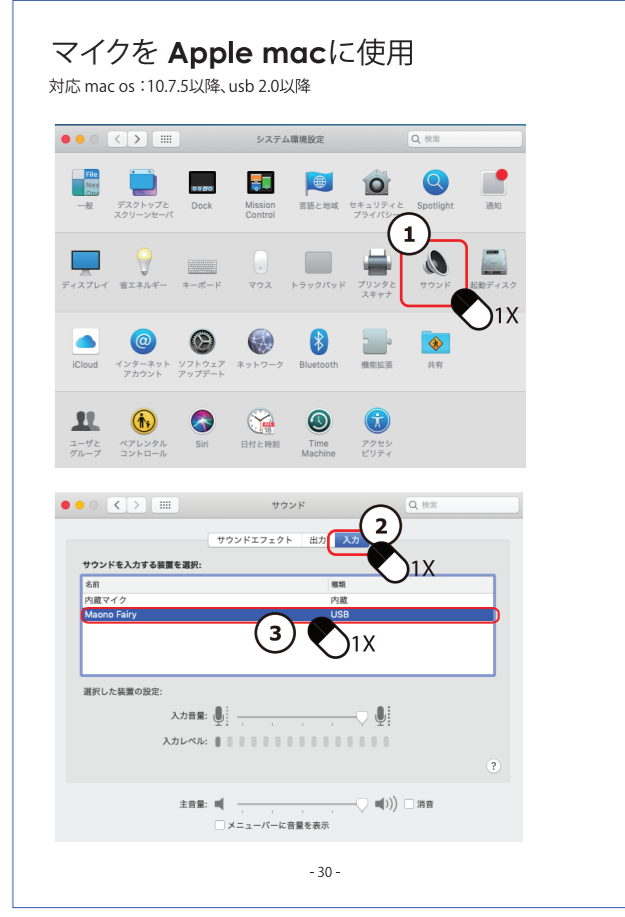 マイクを Apple macに使用
対応 mac os：10.7.5以降、usb 2.0以降
システム環境設定
検索
File
New
一般
デスクトップと
スクリーンセーバ
Dock
Mission
Control
言語と地域
セキュリティと
プライバシー
Spotlight
通知
1
ディスプレイ
省エネルギー
キーボード
マウス
トラックパッド
プリンタと
スキャナ
サウンド
起動ディスク
1X
iCloud
インターネット
アカウント
ソフトウェア
アップデート
ネットワーク
Bluetooth
機能拡張
共有
ユーザと
グループ
ペアレンタル
コントロール
Siri
日付と時刻
Time
Machine
アクセシ
ビリティ
サウンド
検索
2
サウンドエフェクト 出力 入力
1X
サウンドを入力する装置を選択:
名前 種類
内蔵マイク 内蔵
Maono Fairy USB
3
1X
選択した装置の設定:
入力音量:
入力レベル:
?
主音量: 消音
メニューバーに音量を表示
- 30 -